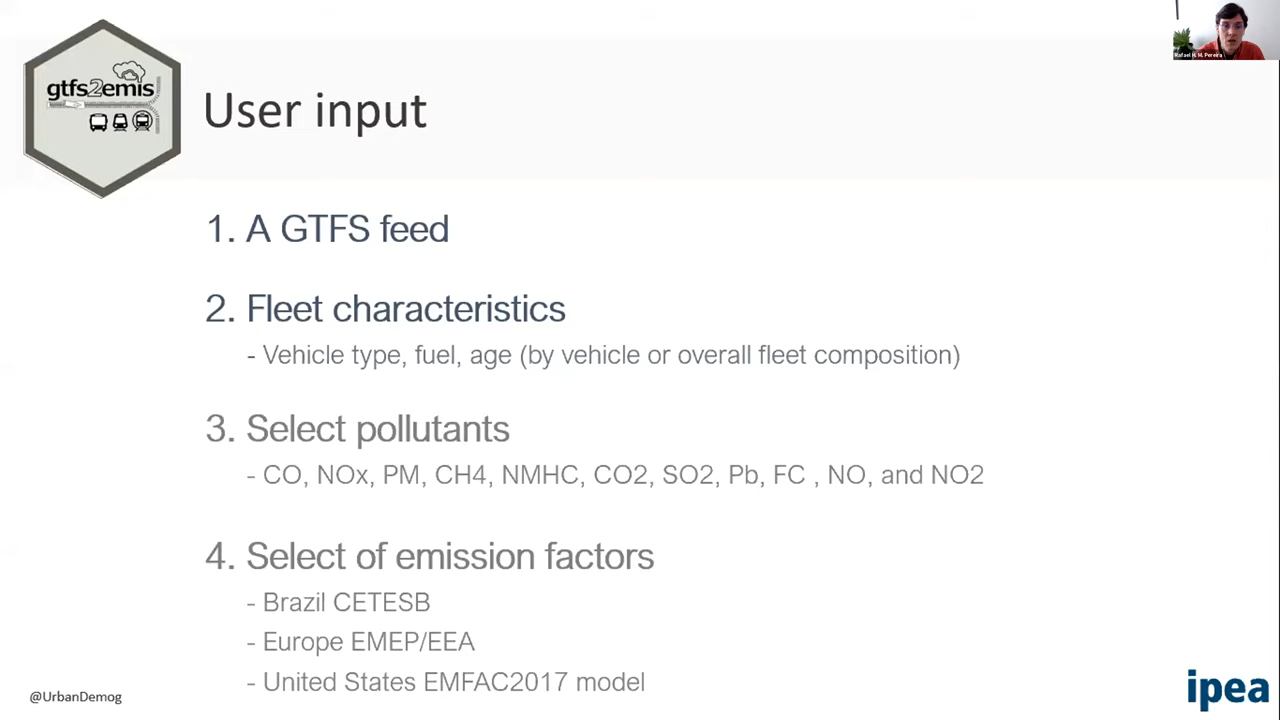 Rafael H. M. Pereira
gtfs2emis
User input
1. A GTFS feed
2. Fleet characteristics
- Vehicle type, fuel, age (by vehicle or overall fleet composition)
3. Select pollutants
- CO, NOx, PM, CH4, NMHC, CO2, SO2, Pb, FC , NO, and NO2
4. Select of emission factors
- Brazil CETESB
- Europe EMEP/EEA
- United States EMFAC2017 model
@UrbanDemog
ipea